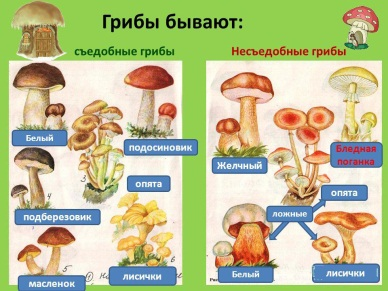 Грибы бывают:
съедобные грибы
Несъедобные грибы
Белый
подосиновик
опята
подберезовик
масленок
лисички
Желчный
Бледная
поганка
опята
ложные
Белый
лисички